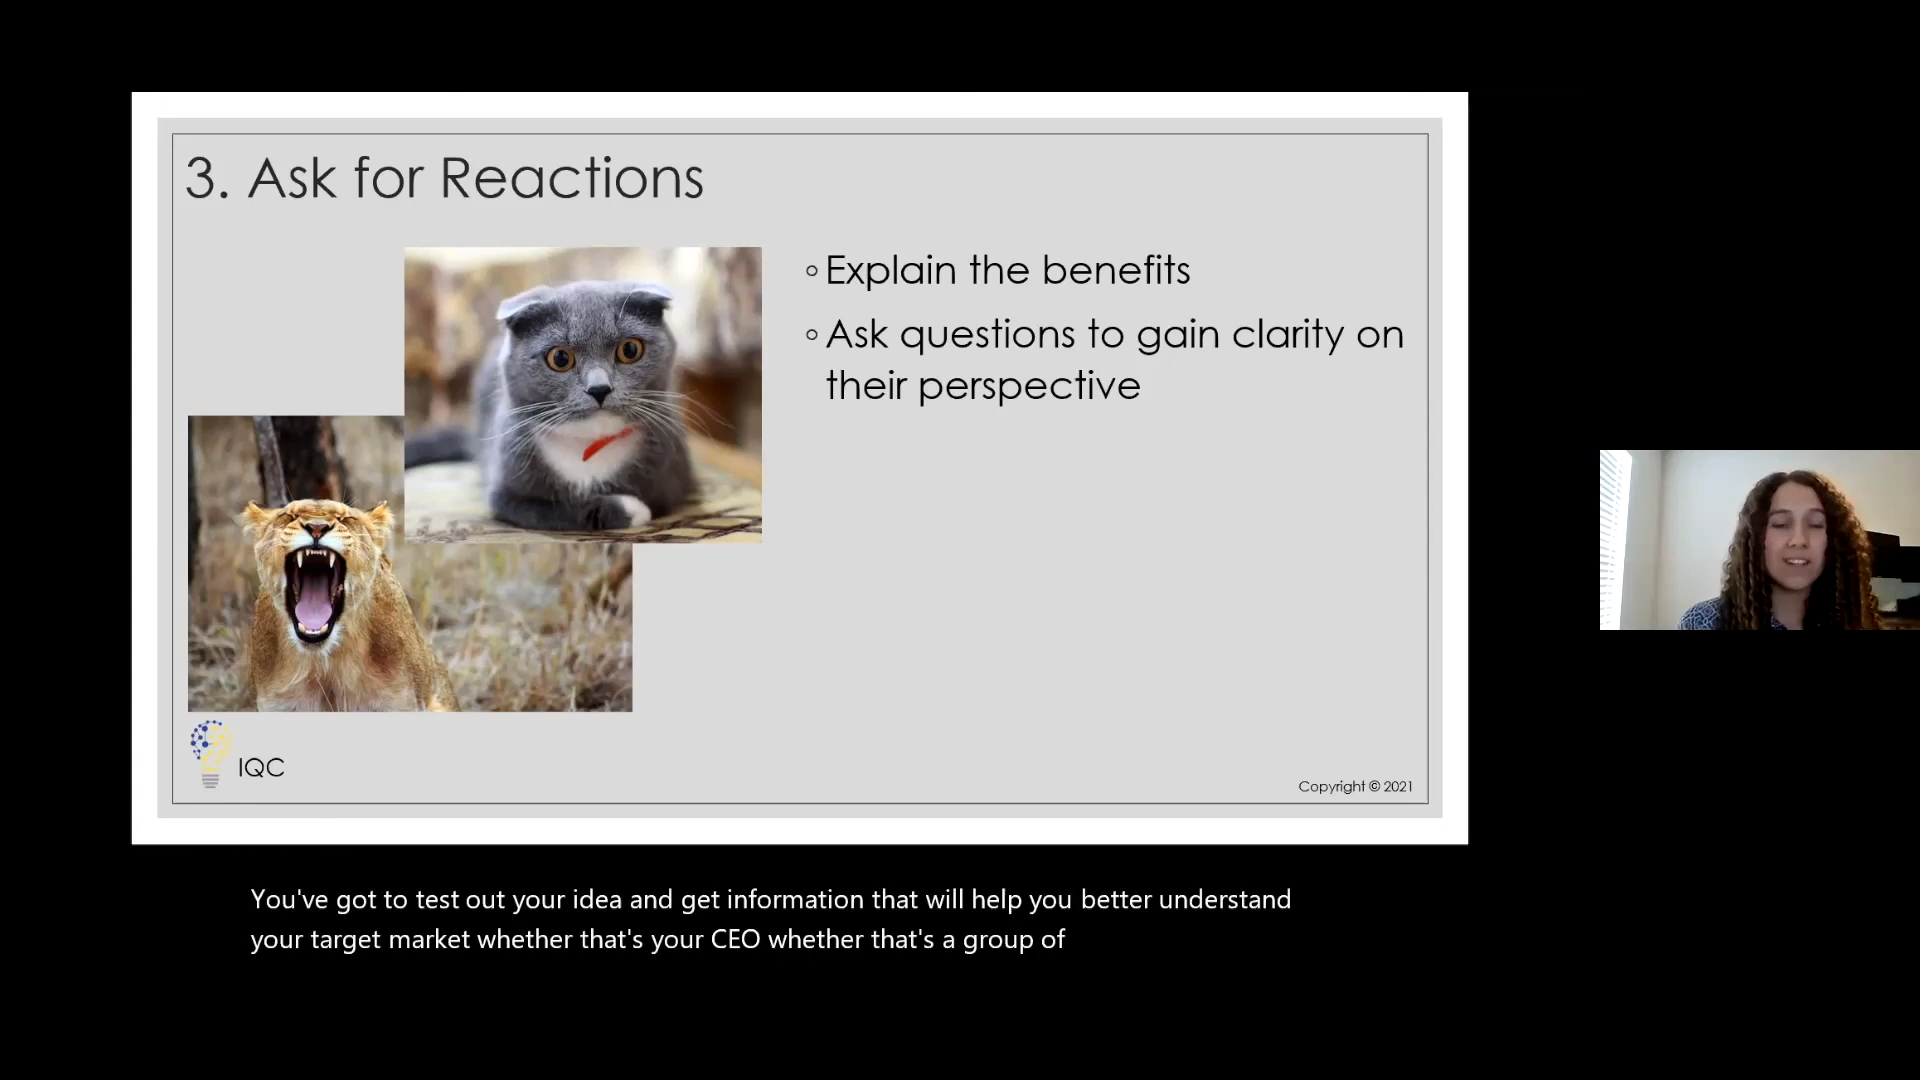 3. Ask for Reactions
◦ Explain the benefits
◦ Ask questions to gain clarity on
their perspective
IQC
Copyright © 2021
You've got to test out your idea and get information that will help you better understand
your target market whether that's your CEO whether that's a group of